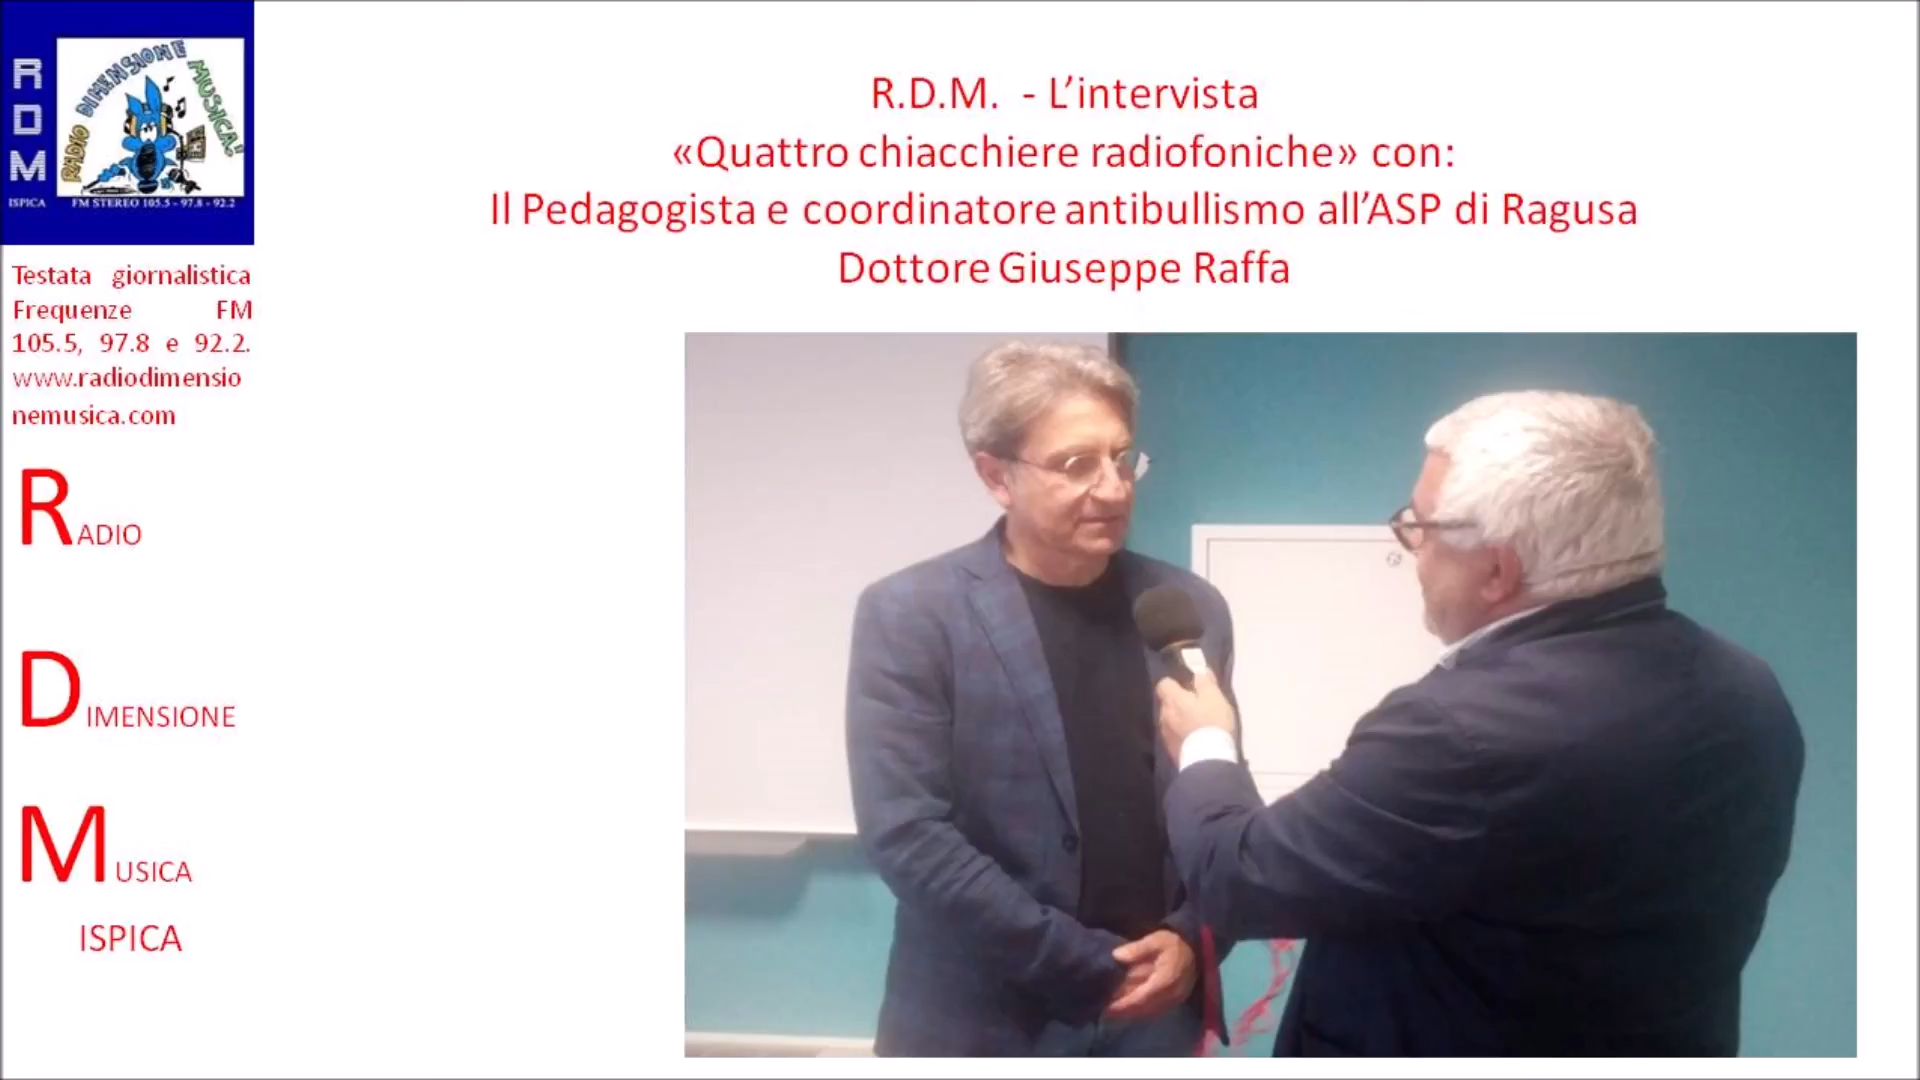 R
D
M
RADIO DIMENSIONE MUSICA!
ISPICA
FM STEREO 105.5 - 97.8 - 92.2
R.D.M. - L’intervista
«Quattro chiacchiere radiofoniche» con:
Il Pedagogista e coordinatore antibullismo all’ASP di Ragusa
Dottore Giuseppe Raffa
Testata giornalistica
Frequenze FM
105.5, 97.8 e 92.2.
www.radiodimensio
nemusica.com
RADIO
DIMENSIONE
MUSICA
ISPICA